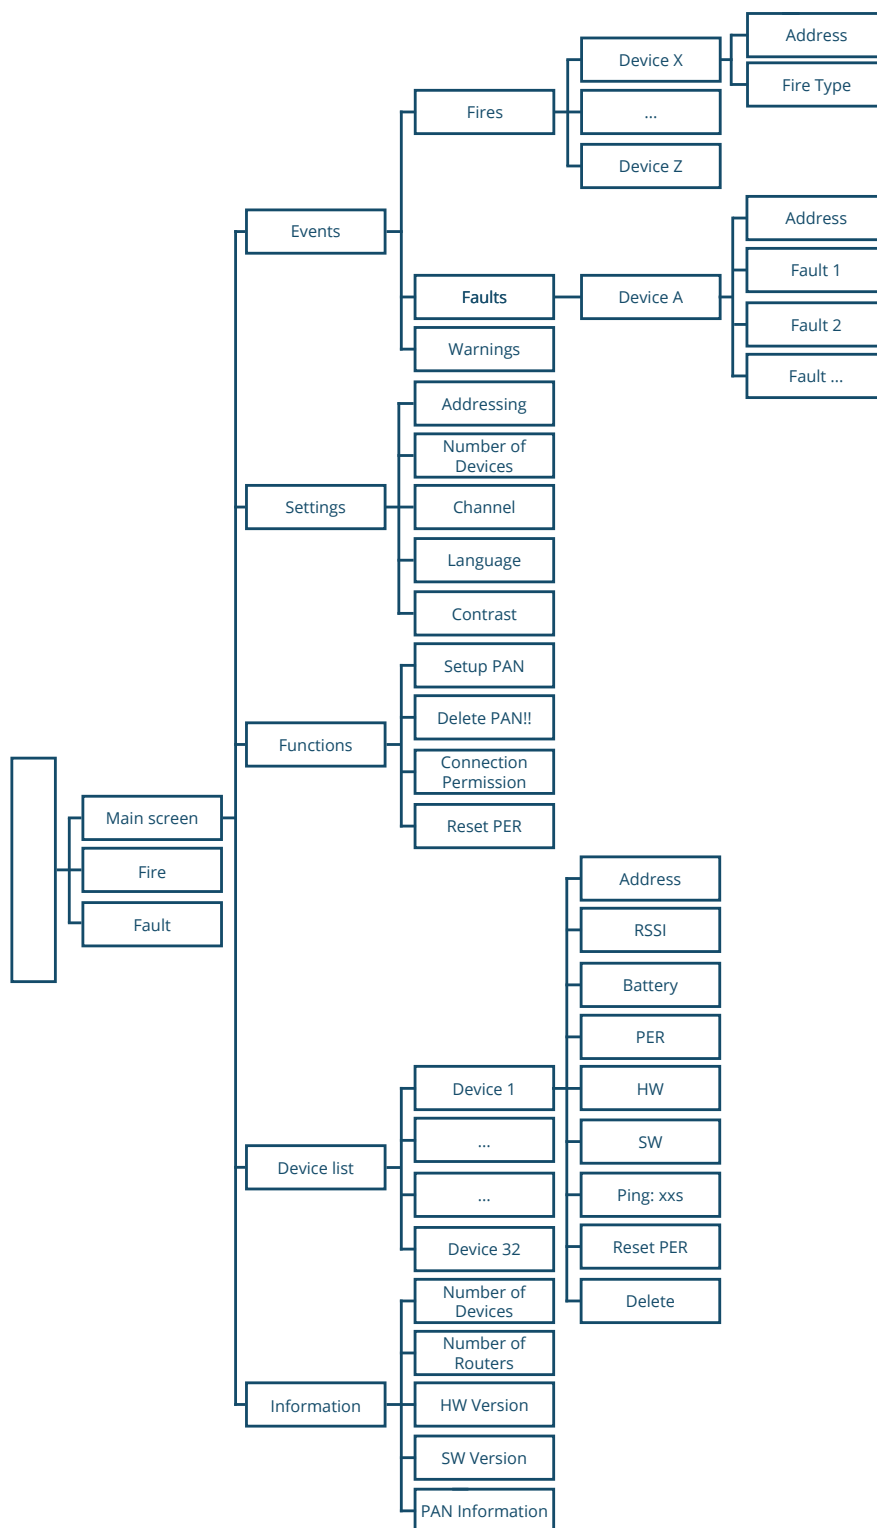 Address
Device X
Fire Type
Fires
...
Device Z
Events
Address
Fault 1
Faults
Device A
Fault 2
Warnings
Fault ...
Addressing
Number of
Devices
Settings
Channel
Language
Contrast
Setup PAN
Delete PAN!!
Functions
Connection
Permission
Main screen
Reset PER
Fire
Fault
Address
RSSI
Battery
PER
Device 1
HW
...
SW
Device list
...
Ping: xxs
Device 32
Reset PER
Number of
Devices
Delete
Number of
Routers
Information
HW Version
SW Version
PAN Information